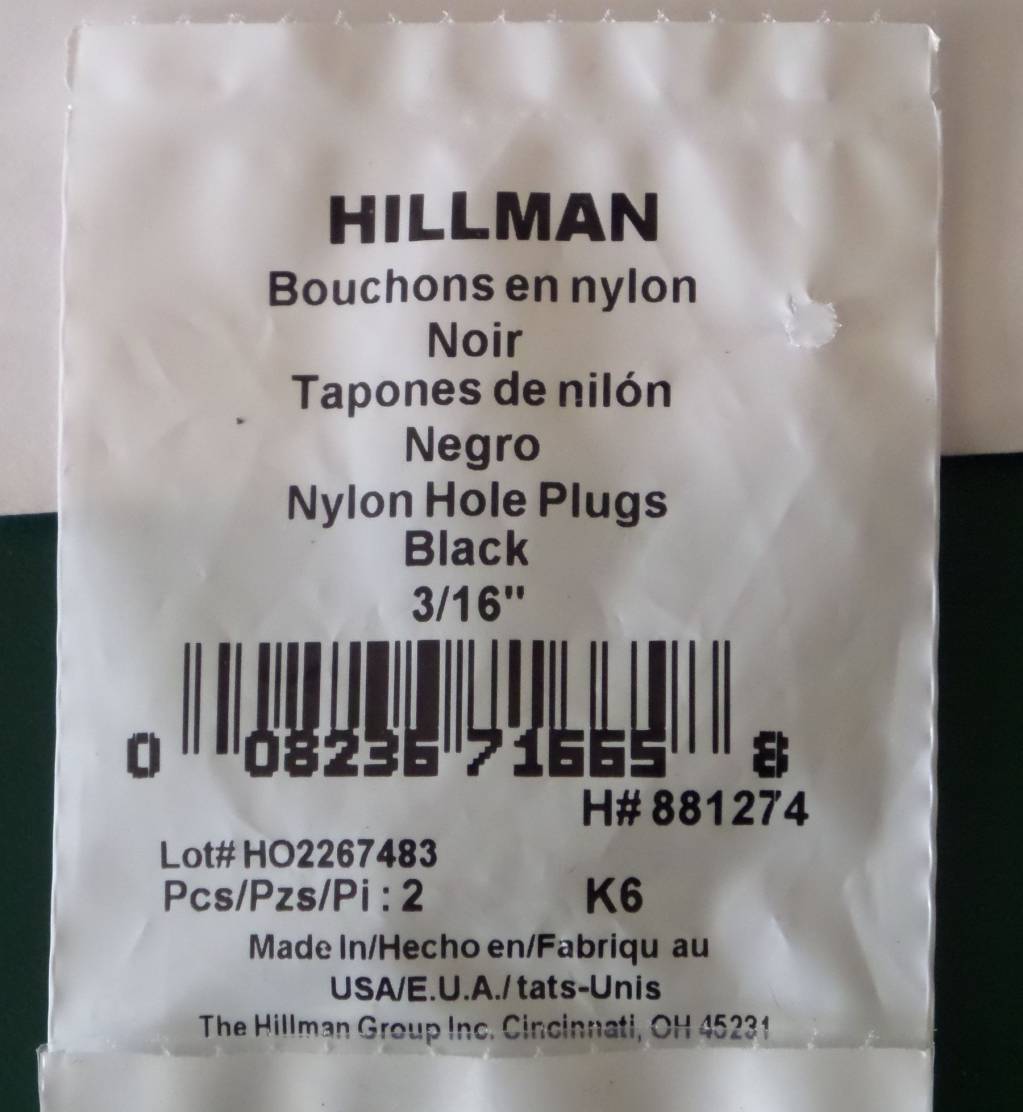 HILLMAN
Bouchons en nylon
Noir
Tapones de nilón
Negro
Nylon Hole Plugs
Black
3/16"
0 08236 71665 8
H# 881274
Lot# HO2267483
Pcs/Pzs/Pi : 2 K6
Made In/Hecho en/Fabriqu au
USA/E.U.A./ tats-Unis
The Hillman Group Inc. Cincinnati, OH 45231